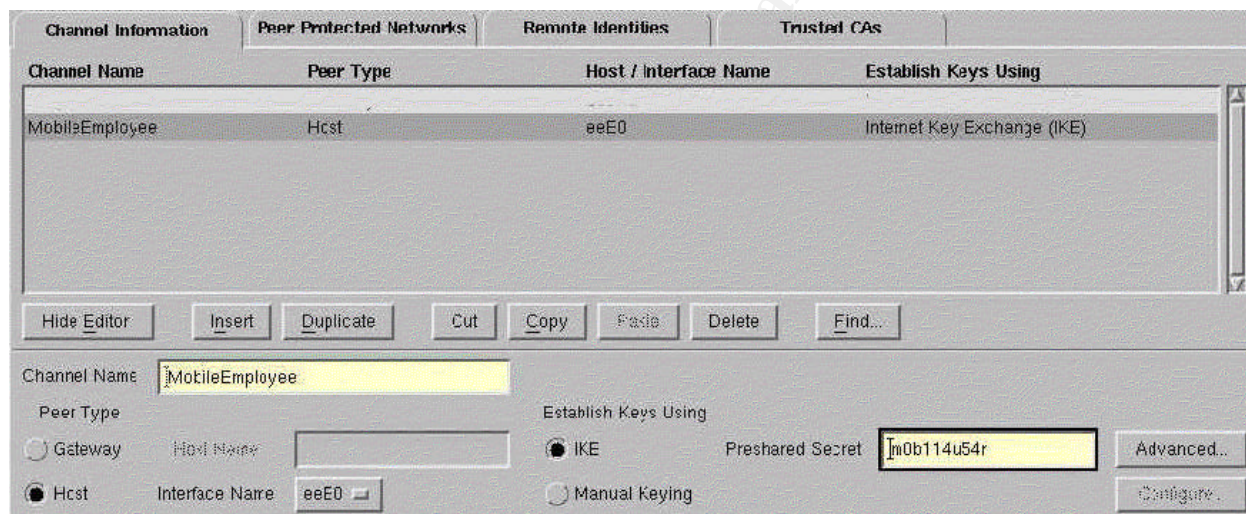 Channel Information Peer Protected Networks Remote Identities Trusted CAs
Channel Name Peer Type Host / Interface Name Establish Keys Using
MobileEmployee Host eeE0 Internet Key Exchange (IKE)
Hide Editor Insert Duplicate Cut Copy Paste Delete Find...
Channel Name MobileEmployee
Peer Type Establish Keys Using
Gateway Host Name IKE Preshared Secret m0b114u54r Advanced...
Host Interface Name eeE0 Manual Keying Configure...